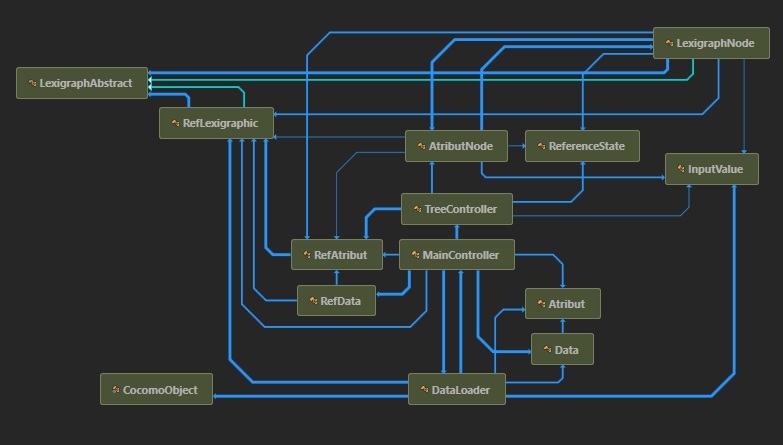 LexigraphNode
LexigraphAbstract
RefLexigraphic
AtributNode
ReferenceState
InputValue
TreeController
RefAtribut
MainController
RefData
Atribut
Data
CocomoObject
DataLoader